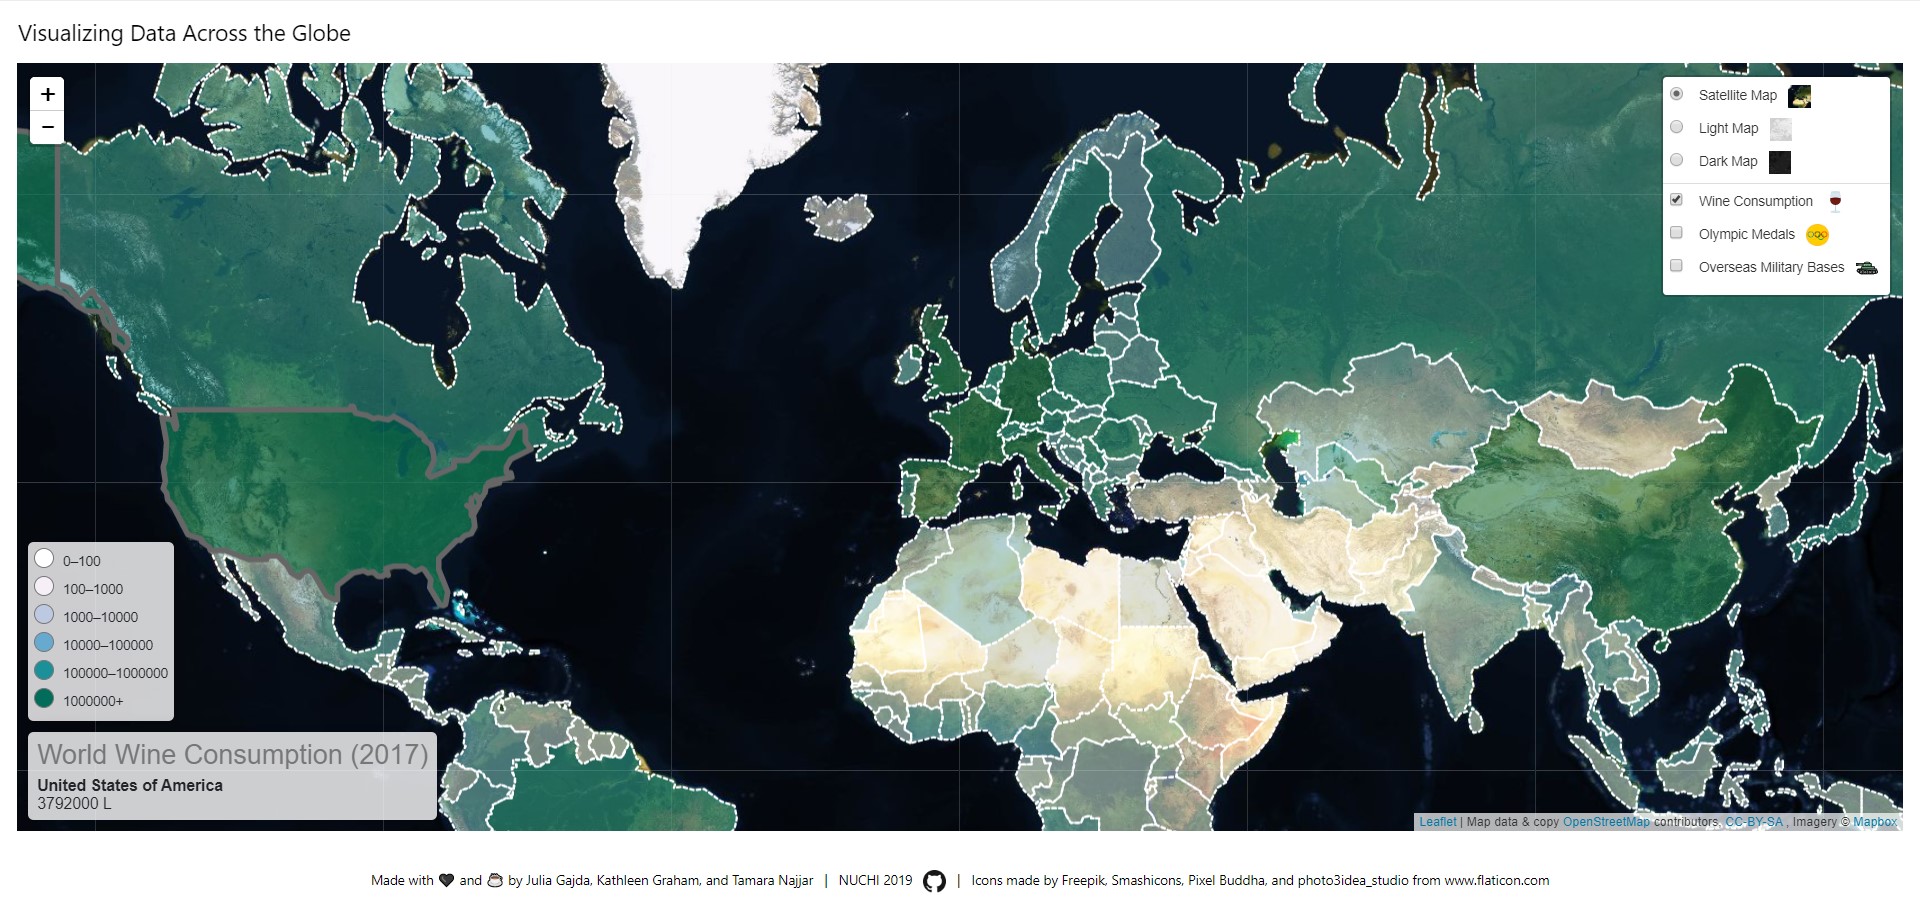 Visualizing Data Across the Globe
+
−
Satellite Map
Light Map
Dark Map
Wine Consumption
Olympic Medals
Overseas Military Bases
0–100
100–1000
1000–10000
10000–100000
100000–1000000
1000000+
World Wine Consumption (2017)
United States of America
3792000 L
Leaflet | Map data & copy OpenStreetMap contributors, CC-BY-SA , Imagery © Mapbox
Made with and by Julia Gajda, Kathleen Graham, and Tamara Najjar | NUCHI 2019 | Icons made by Freepik, Smashicons, Pixel Buddha, and photo3idea_studio from www.flaticon.com